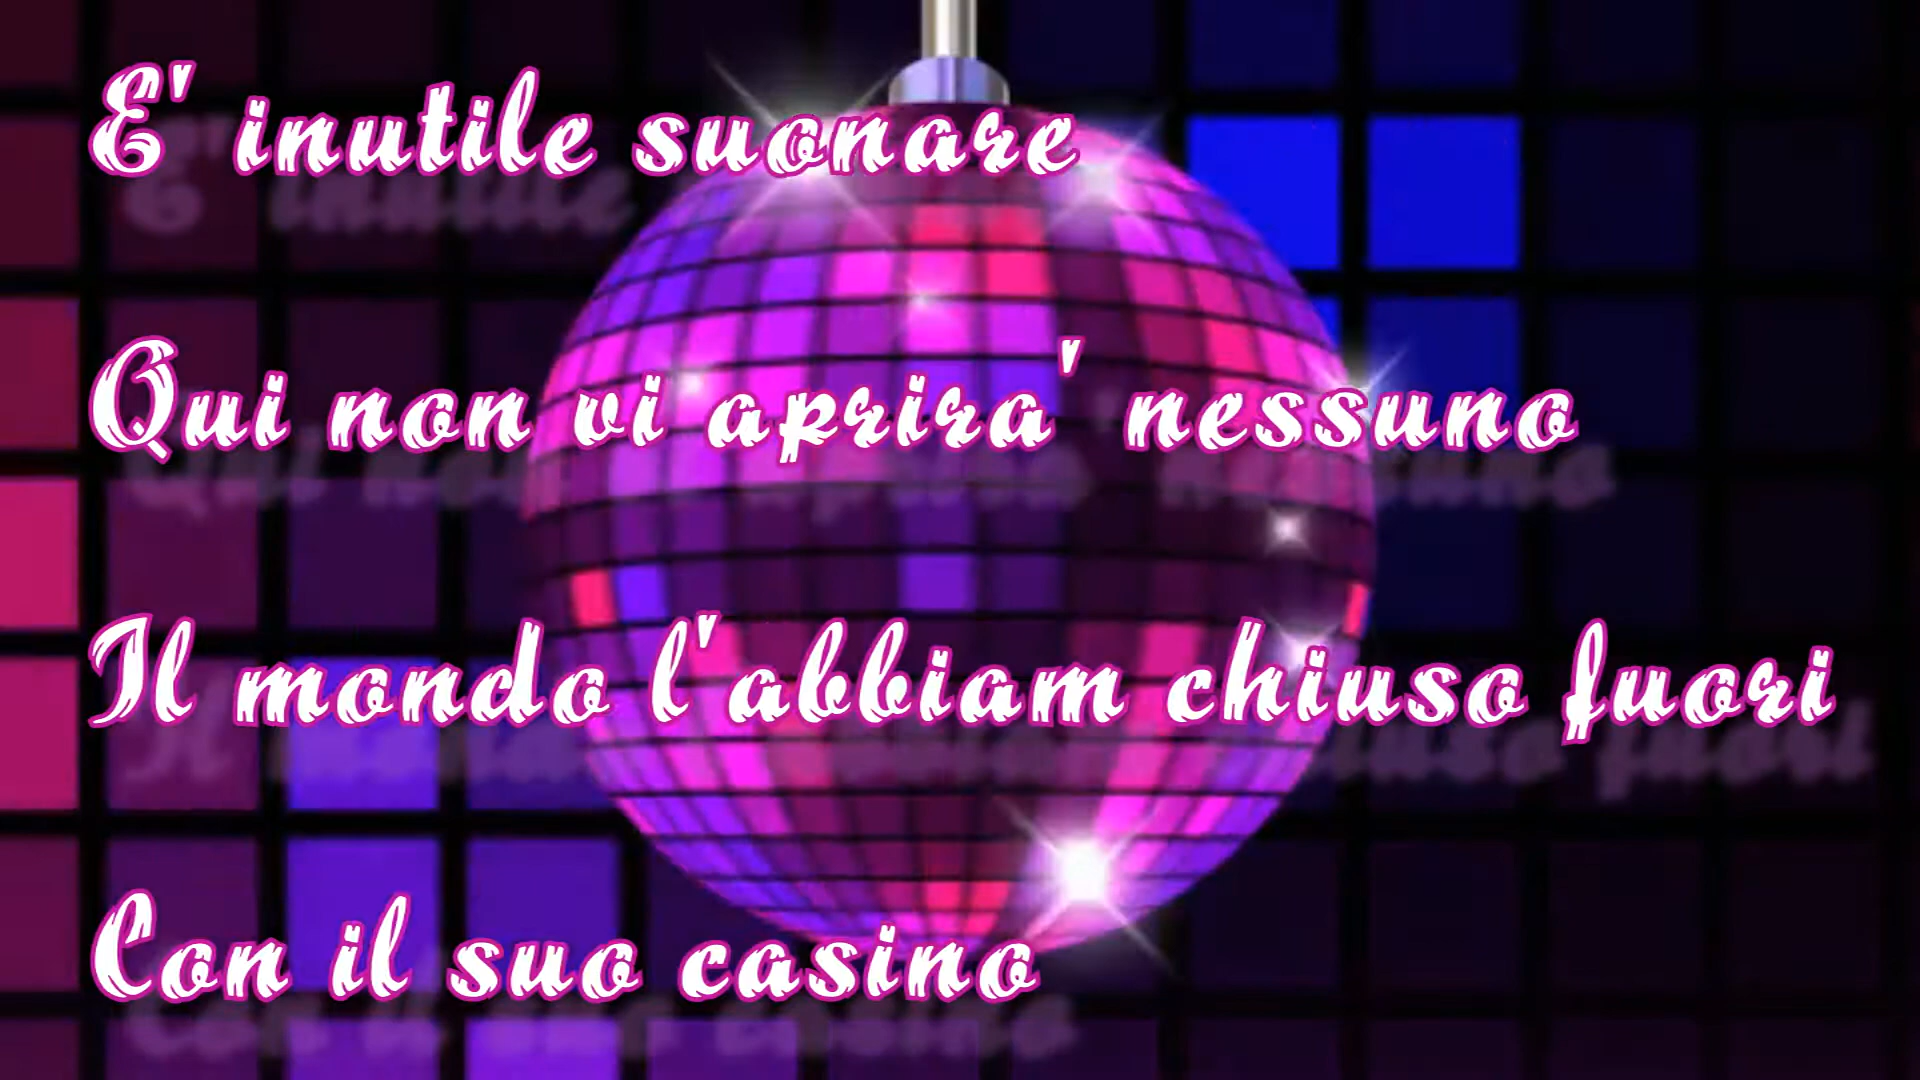 E' inutile suonare
Qui non vi aprira' nessuno
Il mondo l'abbiam chiuso fuori
Con il suo casino